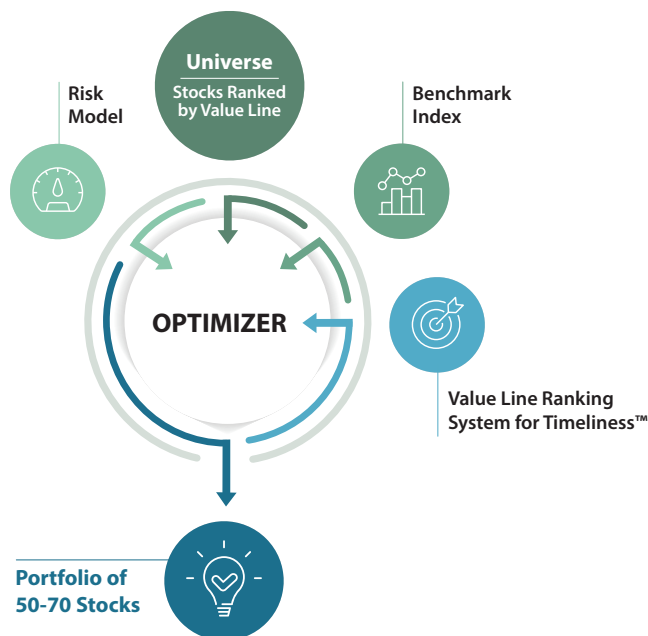 Universe
Stocks Ranked
by Value Line
Risk
Model
Benchmark
Index
OPTIMIZER
Value Line Ranking
System for Timeliness™
Portfolio of
50-70 Stocks